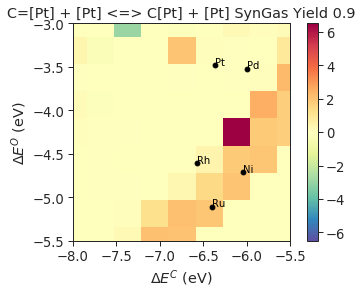 C=[Pt] + [Pt] <=> C[Pt] + [Pt] SynGas Yield 0.9
−3.0
−3.5
−4.0
−4.5
−5.0
−5.5
ΔE^O (eV)
Pt
Pd
Rh
Ni
Ru
−8.0 −7.5 −7.0 −6.5 −6.0 −5.5
ΔE^C (eV)
6
4
2
0
−2
−4
−6